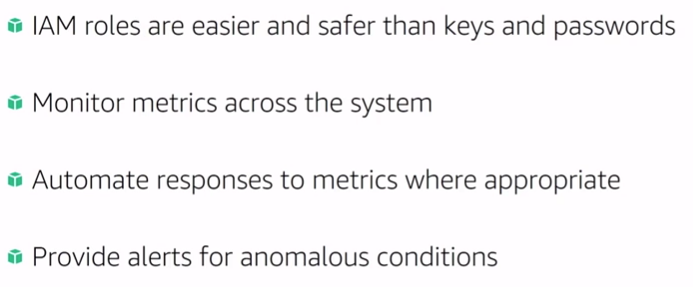 IAM roles are easier and safer than keys and passwords
Monitor metrics across the system
Automate responses to metrics where appropriate
Provide alerts for anomalous conditions